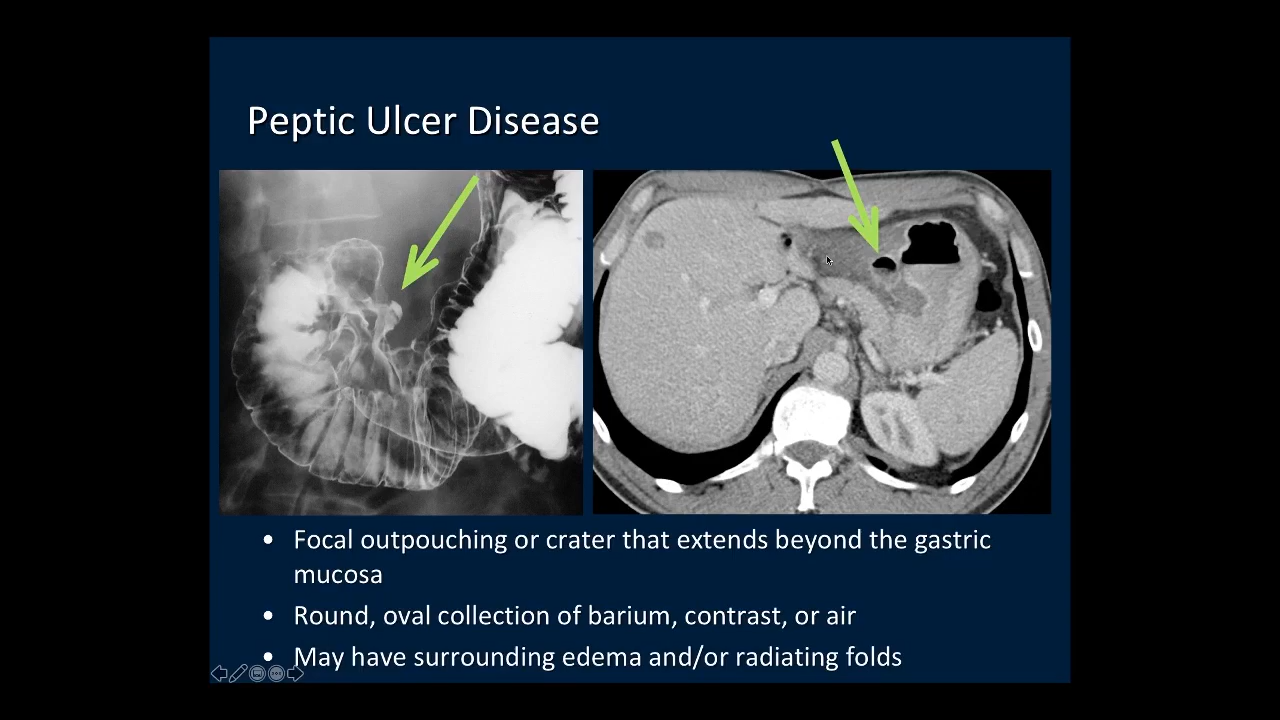 Peptic Ulcer Disease
• Focal outpouching or crater that extends beyond the gastric
mucosa
• Round, oval collection of barium, contrast, or air
• May have surrounding edema and/or radiating folds